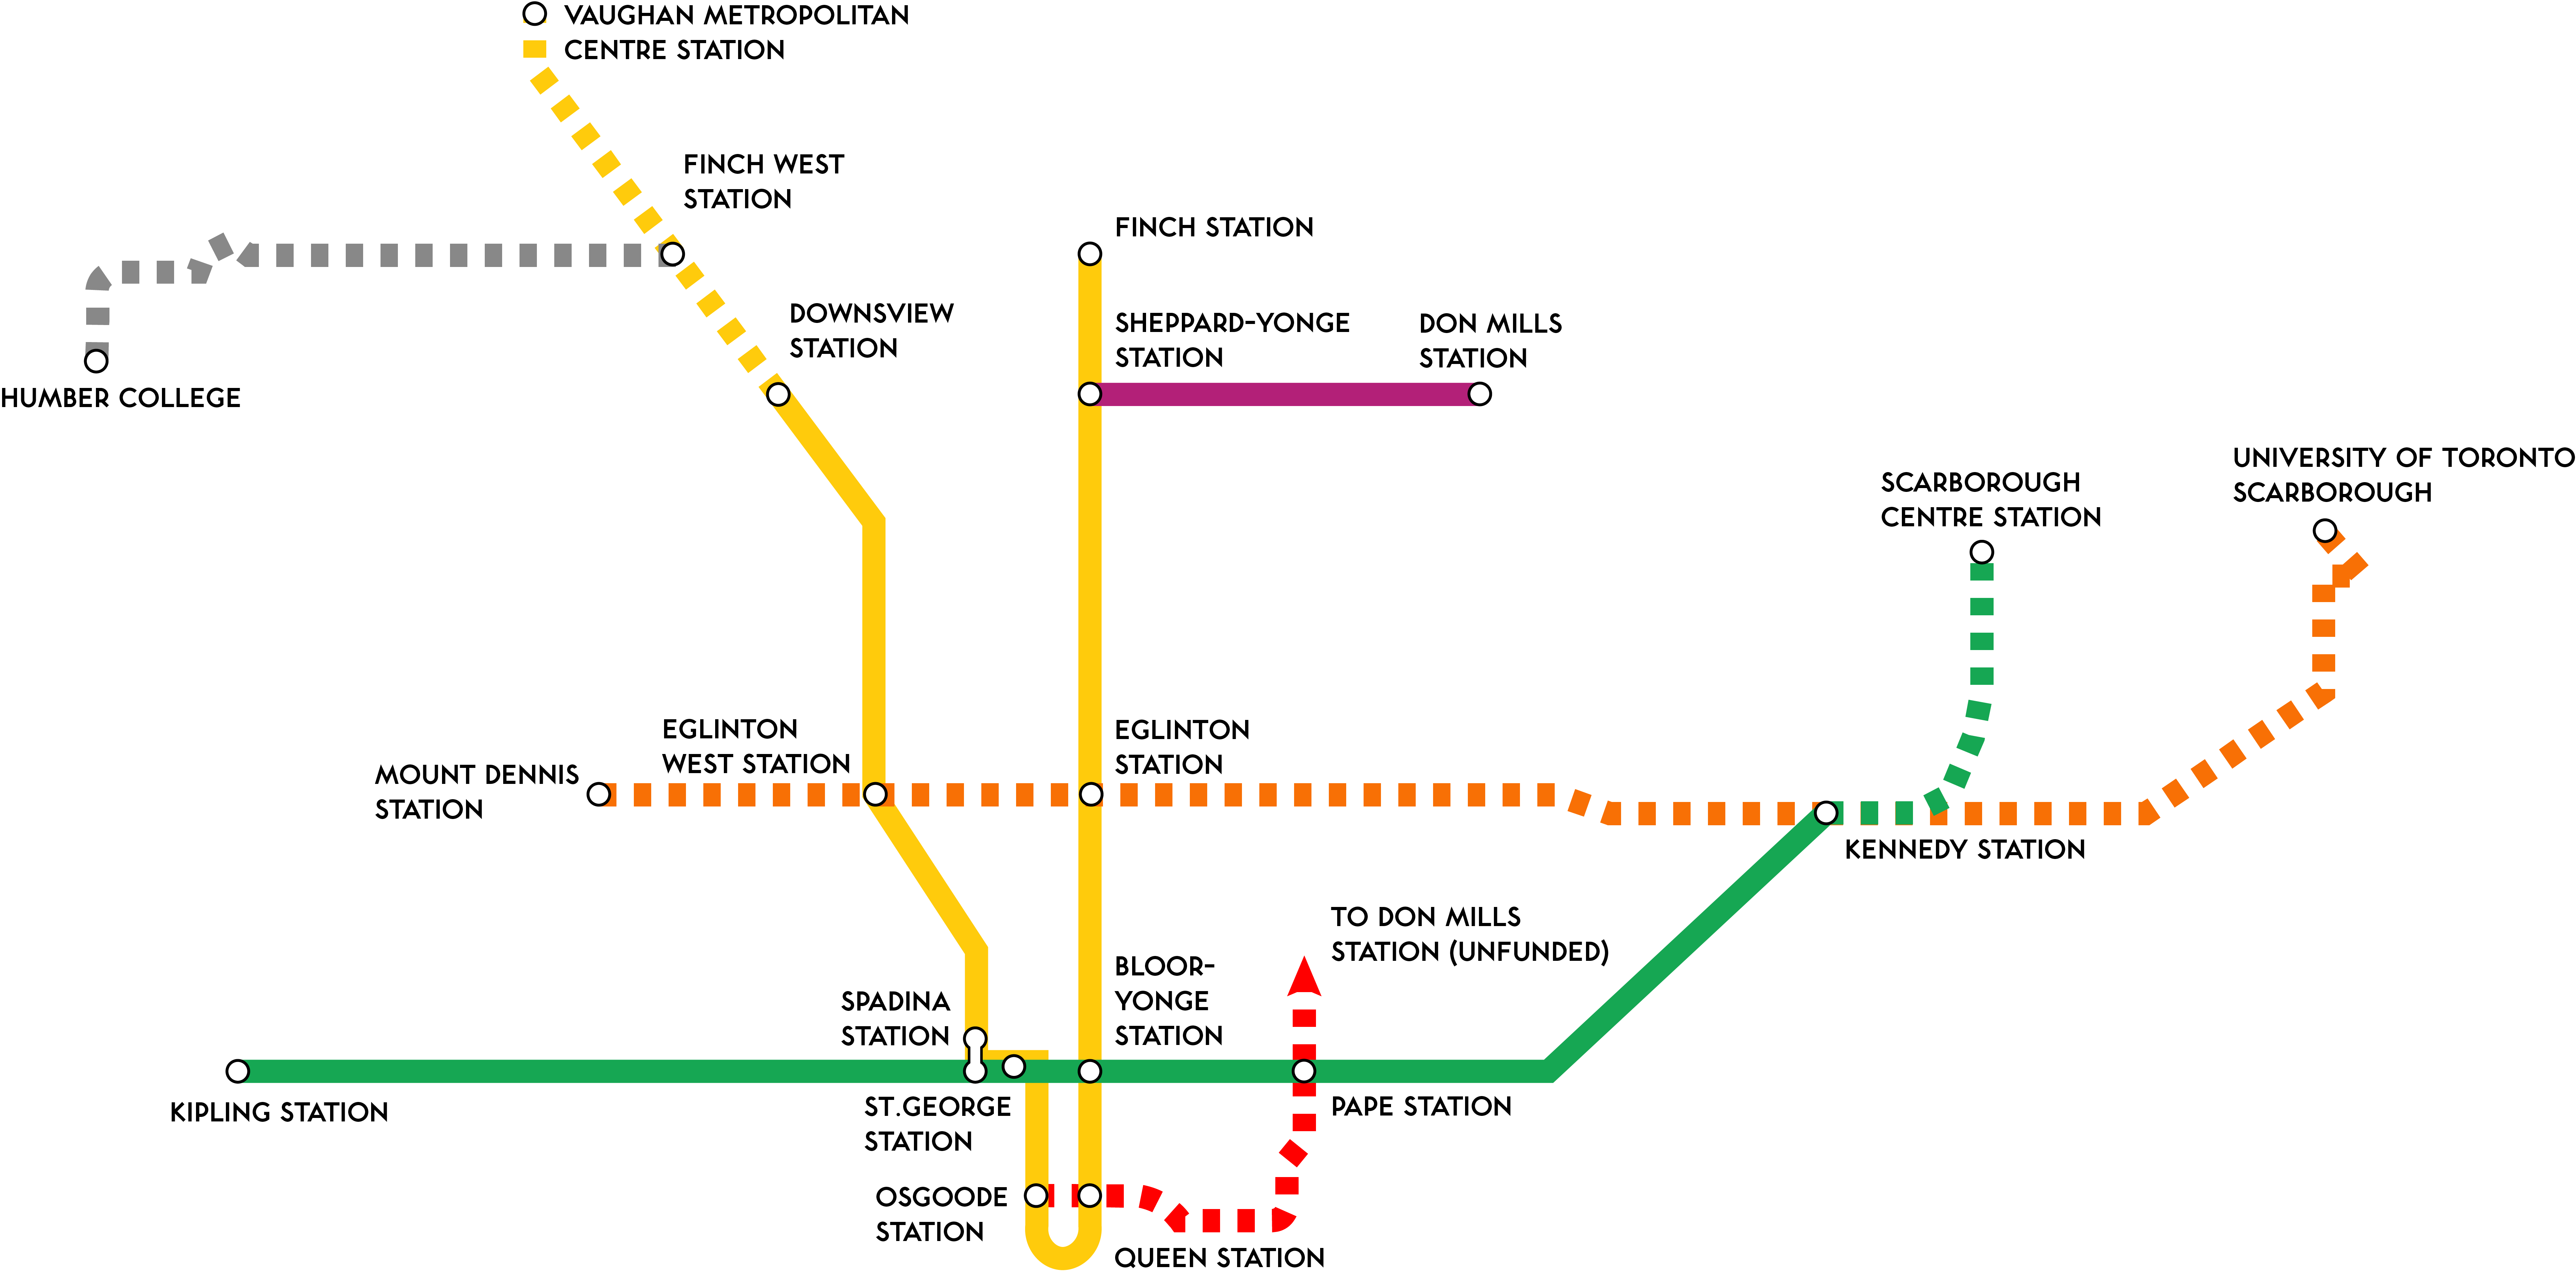 VAUGHAN METROPOLITAN
CENTRE STATION
FINCH WEST
STATION
FINCH STATION
DOWNSVIEW
STATION
SHEPPARD-YONGE
STATION
DON MILLS
STATION
HUMBER COLLEGE
UNIVERSITY OF TORONTO
SCARBOROUGH
SCARBOROUGH
CENTRE STATION
EGLINTON
WEST STATION
EGLINTON
STATION
MOUNT DENNIS
STATION
KENNEDY STATION
TO DON MILLS
STATION (UNFUNDED)
BLOOR-
YONGE
STATION
SPADINA
STATION
KIPLING STATION
ST.GEORGE
STATION
PAPE STATION
OSGOODE
STATION
QUEEN STATION